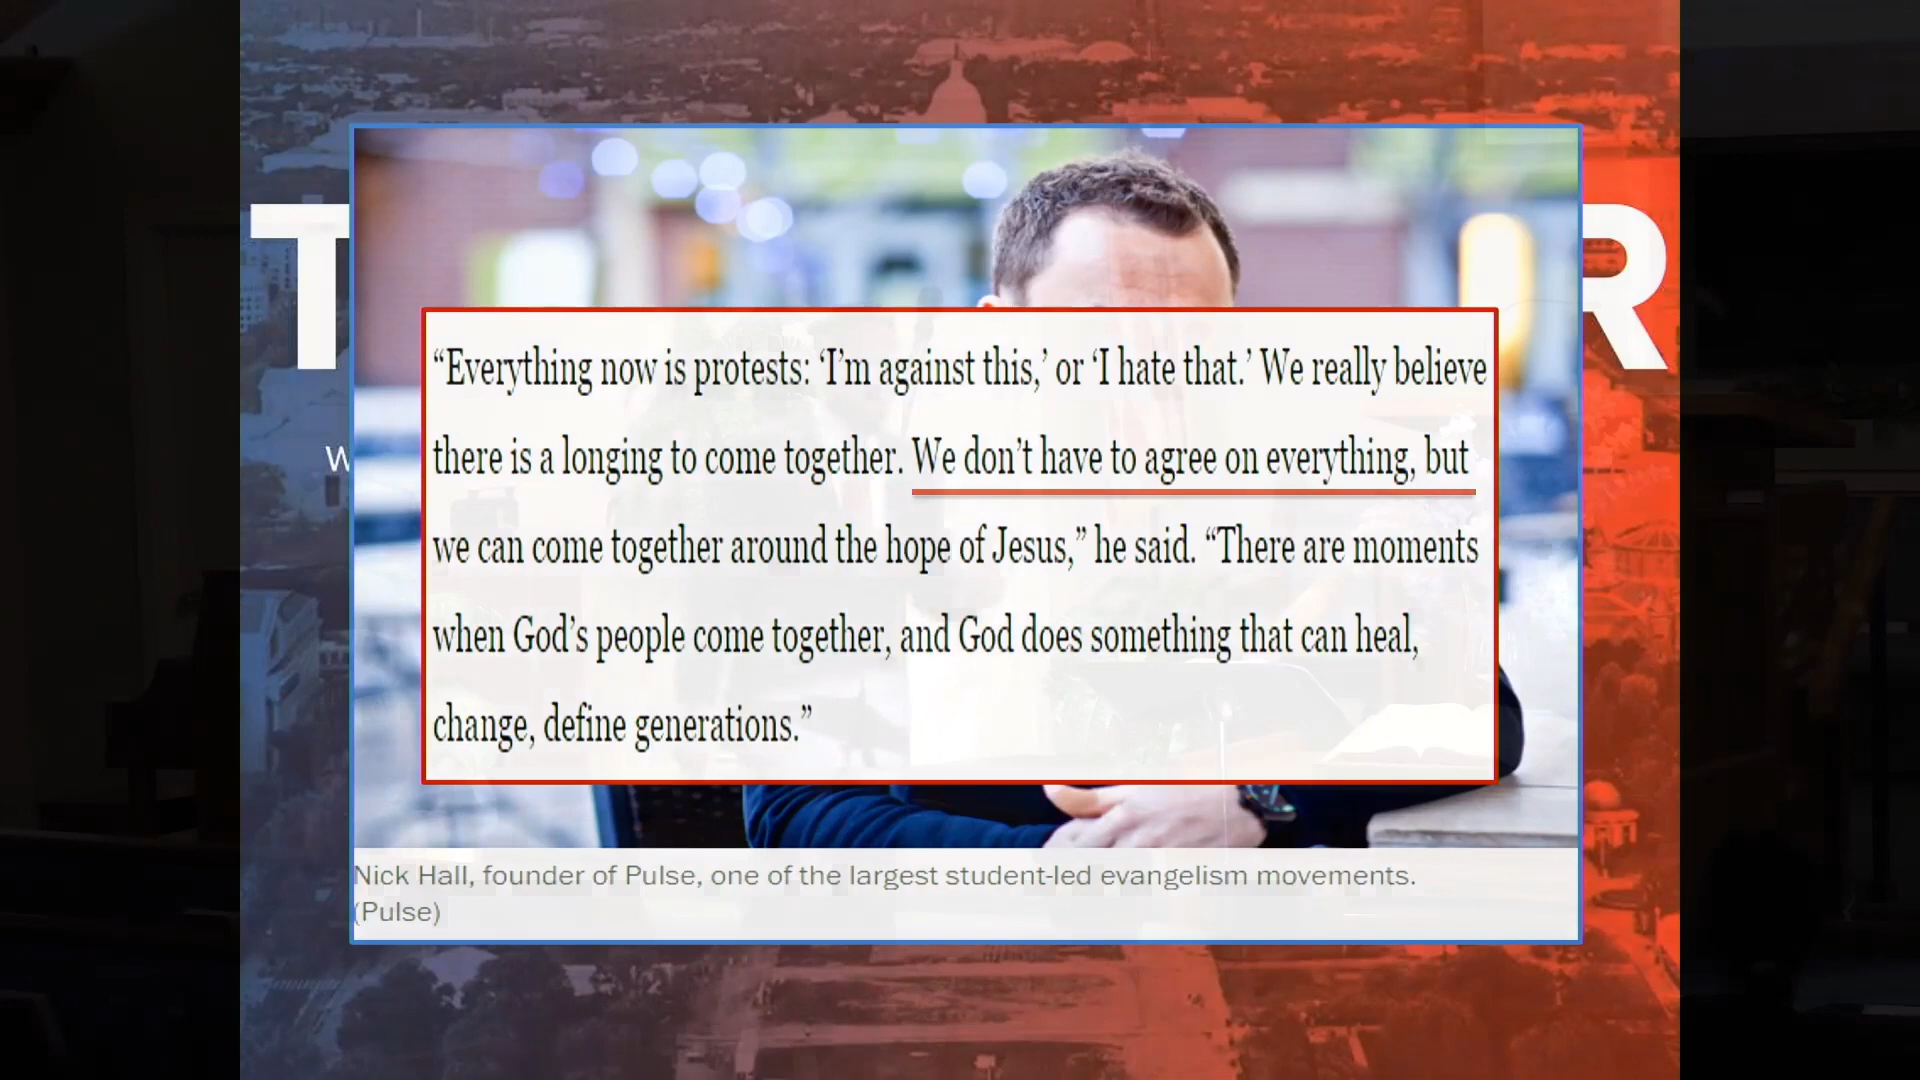 T R
W
“Everything now is protests: ‘I’m against this,’ or ‘I hate that.’ We really believe
there is a longing to come together. We don’t have to agree on everything, but
we can come together around the hope of Jesus,” he said. “There are moments
when God’s people come together, and God does something that can heal,
change, define generations.”
Nick Hall, founder of Pulse, one of the largest student-led evangelism movements.
(Pulse)